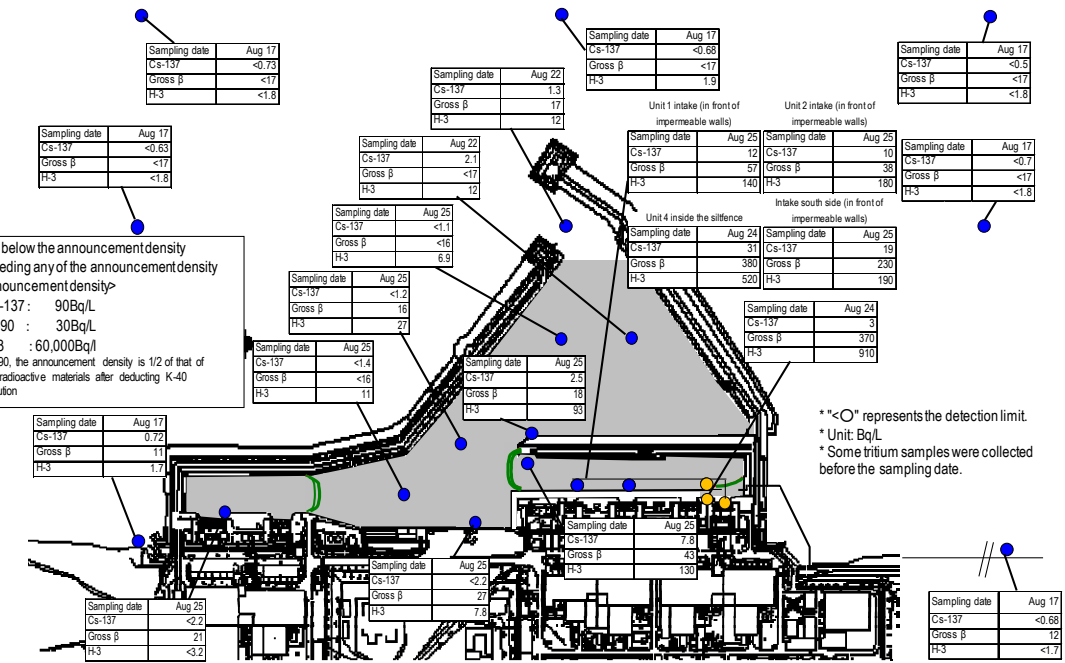 Sampling date Aug 17
Cs-137 <0.73
Gross β <17
H-3 <1.8
Sampling date Aug 17
Cs-137 <0.68
Gross β <17
H-3 1.9
Sampling date Aug 17
Cs-137 <0.5
Gross β <17
H-3 <1.8
Sampling date Aug 22
Cs-137 1.3
Gross β 17
H-3 12
Sampling date Aug 17
Cs-137 <0.63
Gross β <17
H-3 <1.8
Sampling date Aug 22
Cs-137 2.1
Gross β <17
H-3 12
Unit 1 intake (in front of
impermeable walls)
Sampling date Aug 25
Cs-137 12
Gross β 57
H-3 140
Unit 2 intake (in front of
impermeable walls)
Sampling date Aug 25
Cs-137 10
Gross β 38
H-3 180
Sampling date Aug 17
Cs-137 <0.7
Gross β <17
H-3 <1.8
Sampling date Aug 25
Cs-137 <1.1
Gross β <16
H-3 6.9
Unit 4 inside the siltfence
Sampling date Aug 24
Cs-137 31
Gross β 380
H-3 520
Intake south side (in front of
impermeable walls)
Sampling date Aug 25
Cs-137 19
Gross β 230
H-3 190
below the announcement density
eding any of the announcement density
nouncement density>
-137 : 90Bq/L
90 : 30Bq/L
3 : 60,000Bq/l
90, the announcement density is 1/2 of that of
radioactive materials after deducting K-40
ution
Sampling date Aug 25
Cs-137 <1.2
Gross β 16
H-3 27
Sampling date Aug 24
Cs-137 3
Gross β 370
H-3 910
Sampling date Aug 25
Cs-137 <1.4
Gross β <16
H-3 11
Sampling date Aug 25
Cs-137 2.5
Gross β 18
H-3 93
* "<○" represents the detection limit.
* Unit: Bq/L
* Some tritium samples were collected
before the sampling date.
Sampling date Aug 17
Cs-137 0.72
Gross β 11
H-3 1.7
Sampling date Aug 25
Cs-137 7.8
Gross β 43
H-3 130
Sampling date Aug 25
Cs-137 <2.2
Gross β 27
H-3 7.8
Sampling date Aug 25
Cs-137 <2.2
Gross β 21
H-3 <3.2
Sampling date Aug 17
Cs-137 <0.68
Gross β 12
H-3 <1.7